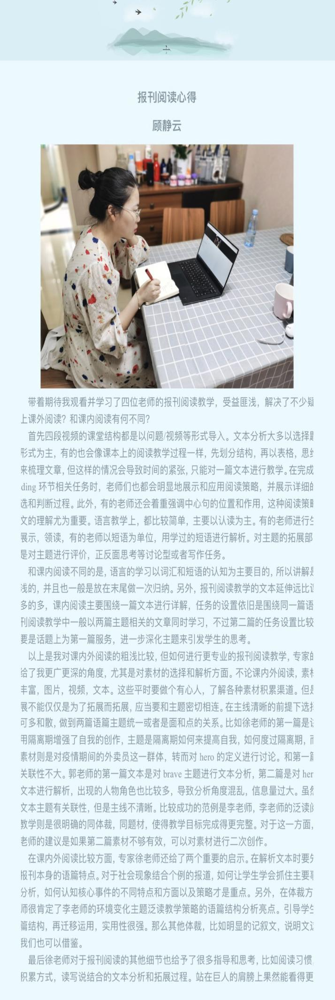 报刊阅读心得
顾静云
带着期待我观看并学习了四位老师的报刊阅读教学，受益匪浅，解决了不少疑
上课外阅读？和课内阅读有何不同？
首先四段视频的课堂结构都是以问题/视频等形式导入。文本分析大多以选择题
形式为主，有的也会像课本上的阅读教学过程一样，先划分结构，再以表格，思维
来梳理文章，但这样的情况会导致时间的紧张，只能对一篇文本进行教学。在完成
ding 环节相关任务时，老师们也都会明显地展示和应用阅读策略，并展示详细的
选和判断过程。此外，有的老师还会着重强调中心句的位置和作用，这种阅读策略
文的理解尤为重要。语言教学上，都比较简单，主要以认读为主。有的老师进行生
展示，领读，有的老师以短语为单位，用学过的短语进行解析。对主题的拓展部
是对主题进行评价，正反面思考等讨论型或者写作任务。
和课内阅读不同的是，语言的学习以词汇和短语的认知为主要目的，所以讲解是
浅的，并且也一般是放在末尾做一次归纳。另外，报刊阅读教学的文本延伸远比课
多的多，课内阅读主要围绕一篇文本进行详解，任务的设置依旧是围绕同一篇语
刊阅读教学中一般以两篇主题相关的文章同时学习，不过第二篇的任务设置比较
要是话题上为第一篇服务，进一步深化主题来引发学生的思考。
以上是我对课内外阅读的粗浅比较，但如何进行更专业的报刊阅读教学，专家的
给了我更广更深的角度，尤其是对素材的选择和解析方面。不论课内外阅读，素材
丰富，图片，视频，文本。这些平时要做个有心人，了解各种素材积累渠道。但是
展不能仅仅是为了拓展而拓展，应当要和主题密切相连。在主线清晰的前提下选择
可多和散，做到两篇语篇主题统一或者是面和点的关系。比如徐老师的第一篇是讲
用隔离期增强了自我的创作，主题是隔离期如何来提高自我，如何度过隔离期，而
素材则是对疫情期间的外卖员这一群体，转而对 hero 的定义进行讨论。和第一篇
关联性不大。郭老师的第一篇文本是对 brave 主题进行文本分析，第二篇是对 her
文本进行解析，出现的人物角色也比较多，导致分析角度混乱，信息量过大。虽然
文本主题有关联性，但是主线不清晰。比较成功的范例是李老师，李老师的泛读阅
教学则是很明确的同体裁，同题材，使得教学目标完成得更完整。对于这一方面，
老师的建议是如果第二篇素材不够有效，可以对素材进行二次创作。
在课内外阅读比较方面，专家徐老师还给了两个重要的启示。在解析文本时要先
报刊本身的语篇特点。对于社会现象结合个例的报道，如何让学生学会抓住主要事
分析，如何认知核心事件的不同特点和方面以及策略才是重点。另外，在体裁方
师很肯定了李老师的环境变化主题泛读教学策略的语篇结构分析亮点。引导学生
篇结构，再迁移运用，实用性很强。那么其他体裁，比如明显的记叙文，说明文这
我们也可以借鉴。
最后徐老师对于报刊阅读的其他细节也给予了很多指导和思考，比如阅读习惯，
积累方式，读写说结合的文本分析和拓展过程。站在巨人的肩膀上果然能看得更